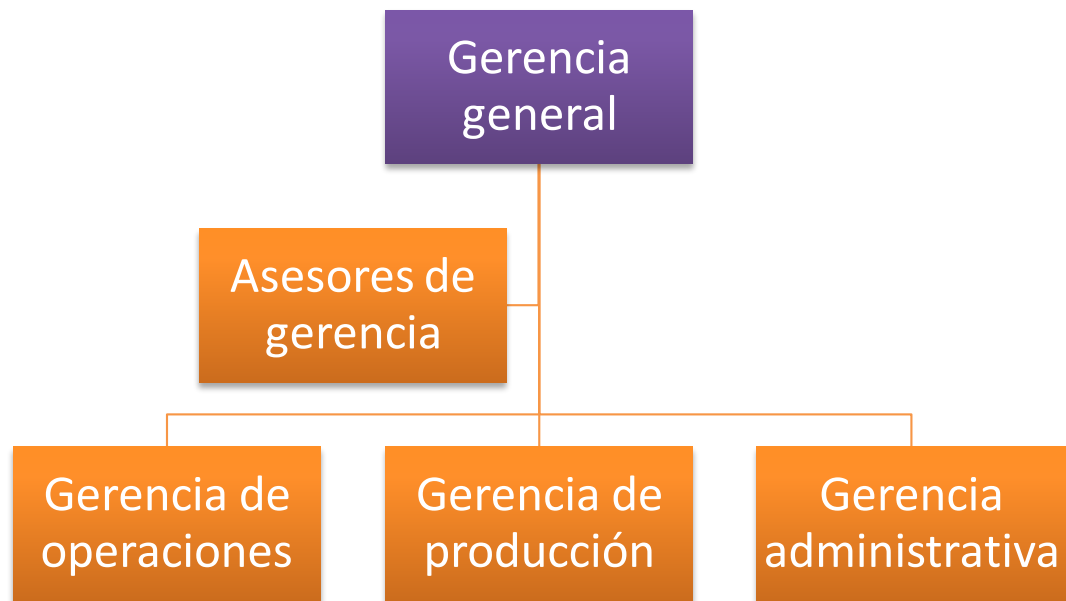 Gerencia
general
Asesores de
gerencia
Gerencia de
operaciones
Gerencia de
producción
Gerencia
administrativa